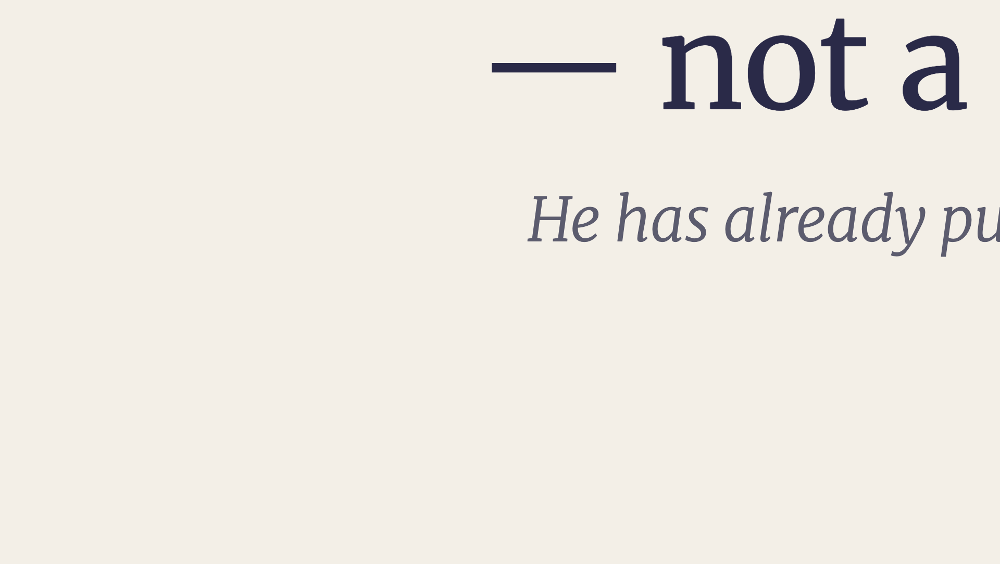 — not a
He has already